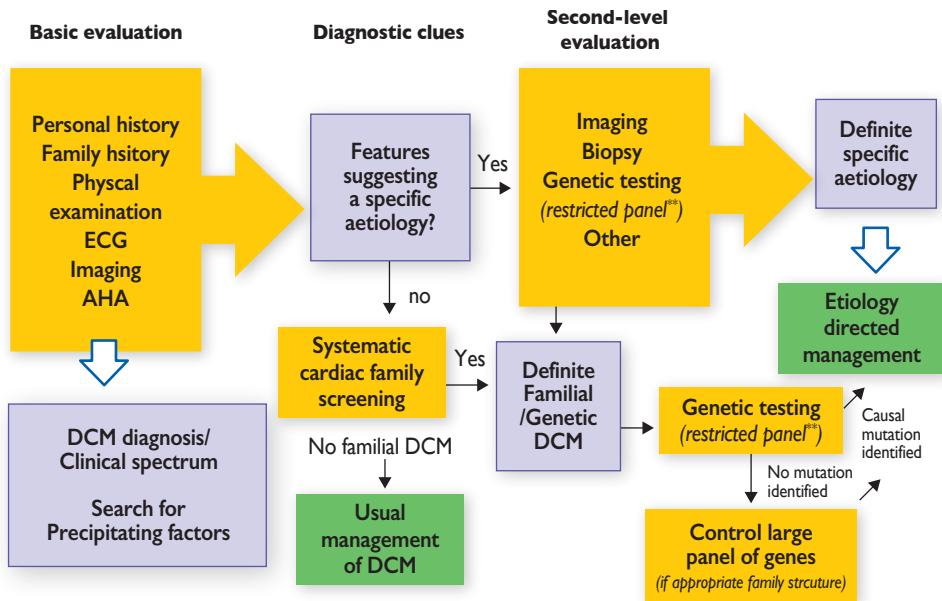 Basic evaluation
Diagnostic clues
Second-level
evaluation
Personal history
Family hsitory
Physcal
examination
ECG
Imaging
AHA
Features
suggesting
a specific
aetiology?
Yes
Imaging
Biopsy
Genetic testing
(restricted panel**)
Other
Definite
specific
aetiology
no
Etiology
directed
management
Systematic
cardiac family
screening
Yes
Definite
Familial
/Genetic
DCM
Genetic testing
(restricted panel**)
Causal
mutation
identified
DCM diagnosis/
Clinical spectrum
Search for
Precipitating factors
No familial DCM
No mutation
identified
Usual
management
of DCM
Control large
panel of genes
(if appropriate family strcuture)